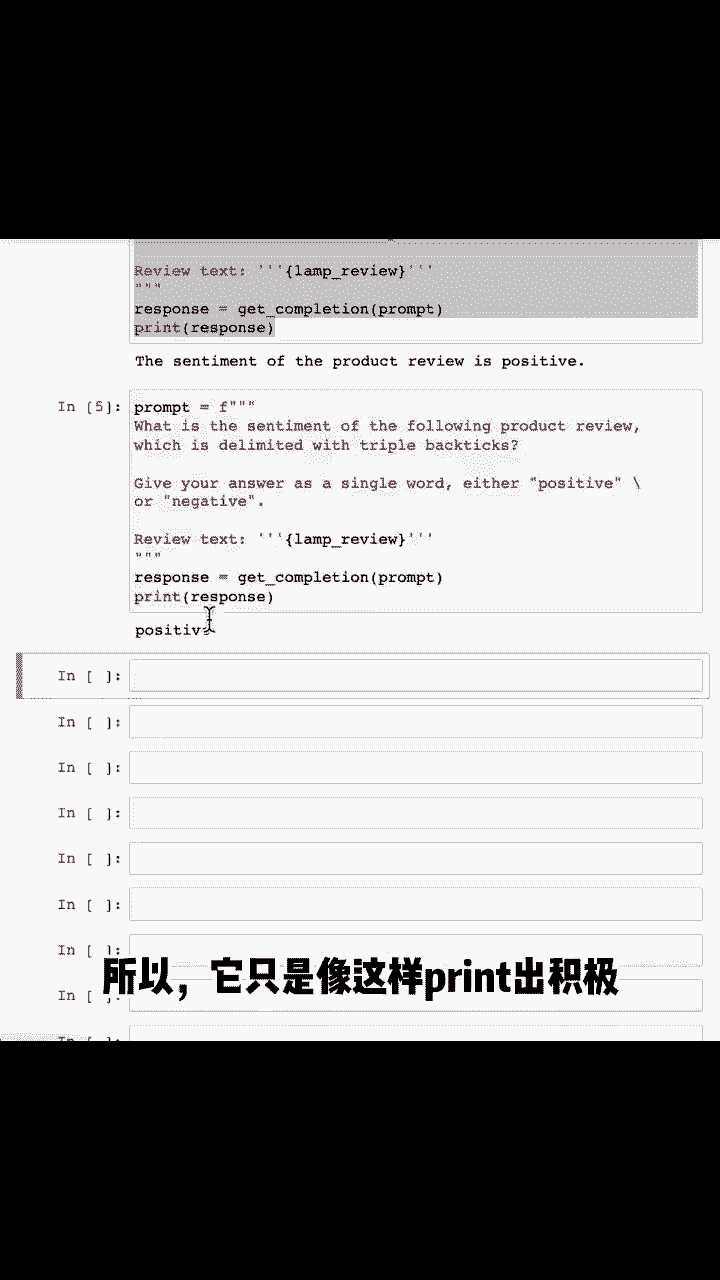 Review text: '''{lamp_review}'''
"""
response = get_completion(prompt)
print(response)
The sentiment of the product review is positive.
In [5]: prompt = f"""
What is the sentiment of the following product review,
which is delimited with triple backticks?
Give your answer as a single word, either "positive" \
or "negative".
Review text: '''{lamp_review}'''
"""
response = get_completion(prompt)
print(response)
positive
In [ ]:
In [ ]:
In [ ]:
In [ ]:
In [ ]:
In [ ]:
In [ ]:
所以，它只是像这样print出积极
In [ ]: